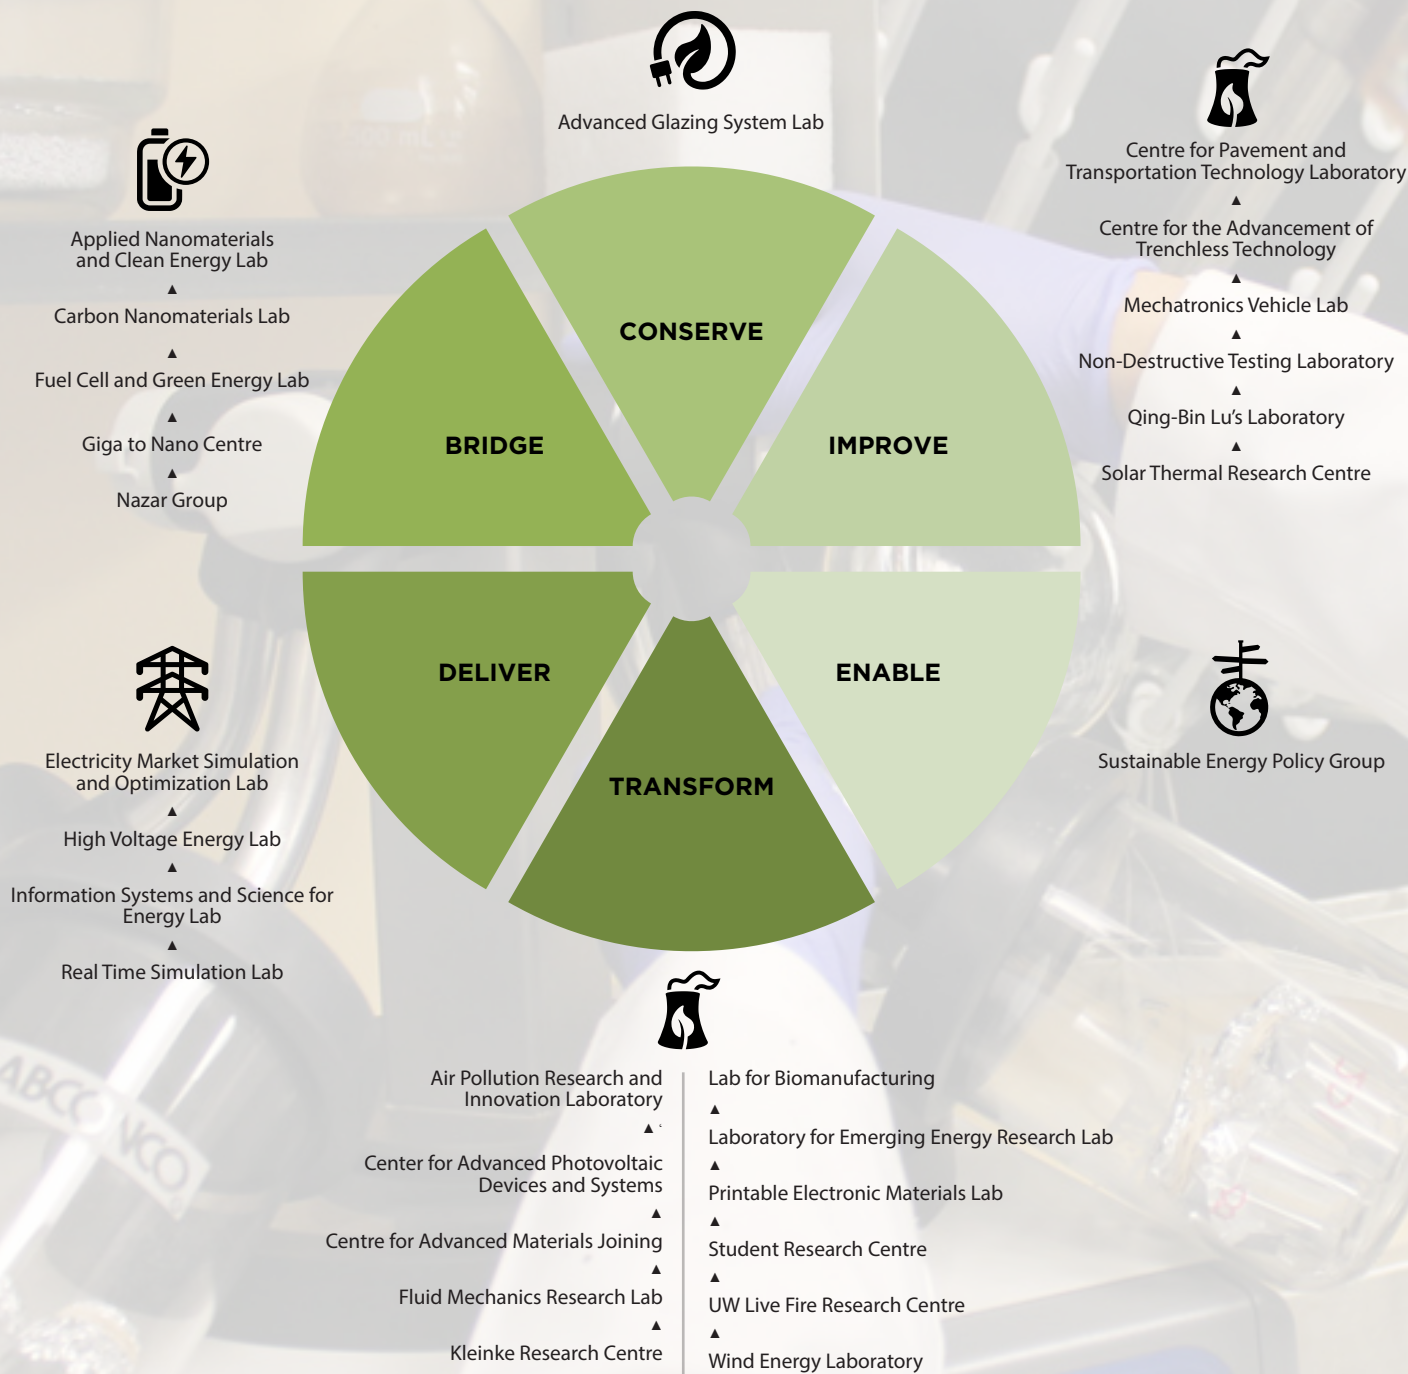 Advanced Glazing System Lab
Centre for Pavement and
Transportation Technology Laboratory
▲
Centre for the Advancement of
Trenchless Technology
▲
Mechatronics Vehicle Lab
▲
Non-Destructive Testing Laboratory
▲
Qing-Bin Lu’s Laboratory
▲
Solar Thermal Research Centre
Applied Nanomaterials
and Clean Energy Lab
▲
Carbon Nanomaterials Lab
▲
Fuel Cell and Green Energy Lab
▲
Giga to Nano Centre
▲
Nazar Group
CONSERVE
BRIDGE
IMPROVE
DELIVER
ENABLE
TRANSFORM
Electricity Market Simulation
and Optimization Lab
▲
High Voltage Energy Lab
▲
Information Systems and Science for
Energy Lab
▲
Real Time Simulation Lab
Sustainable Energy Policy Group
Air Pollution Research and
Innovation Laboratory
▲ ‘
Center for Advanced Photovoltaic
Devices and Systems
▲
Centre for Advanced Materials Joining
▲
Fluid Mechanics Research Lab
▲
Kleinke Research Centre
Lab for Biomanufacturing
▲
Laboratory for Emerging Energy Research Lab
▲
Printable Electronic Materials Lab
▲
Student Research Centre
▲
UW Live Fire Research Centre
▲
Wind Energy Laboratory